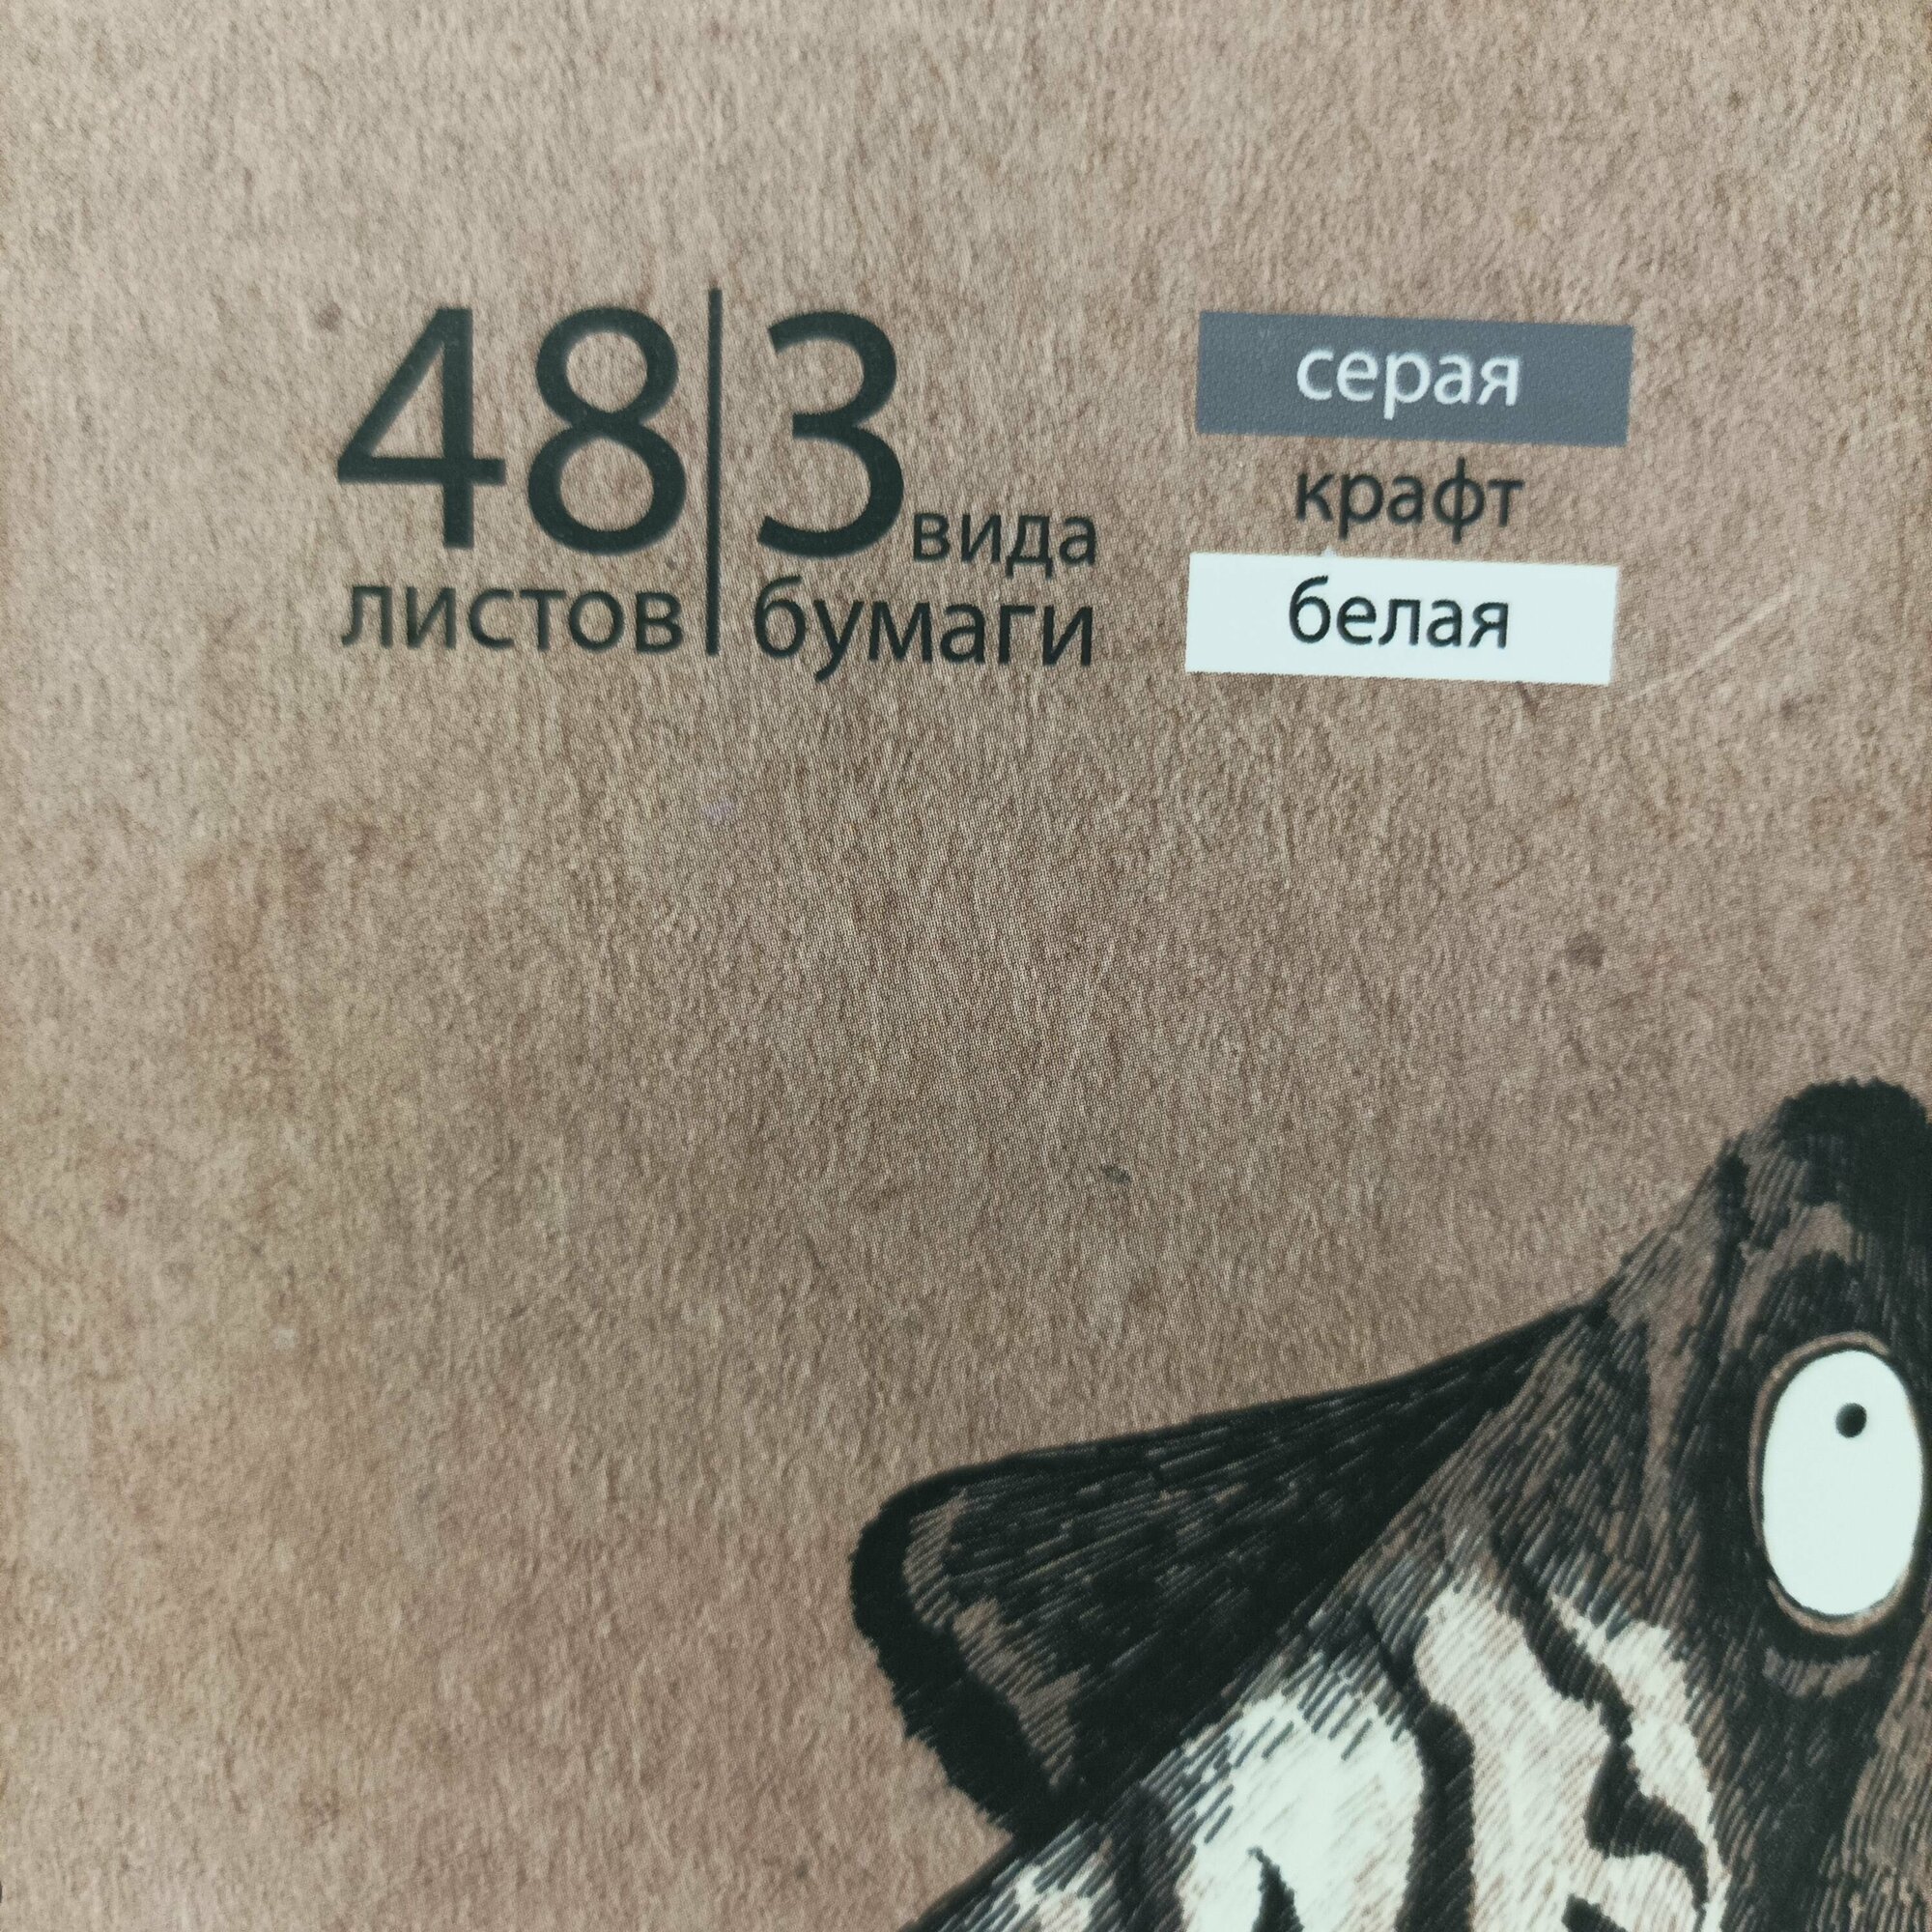 48 3 вида
листов бумаги
серая
крафт
белая